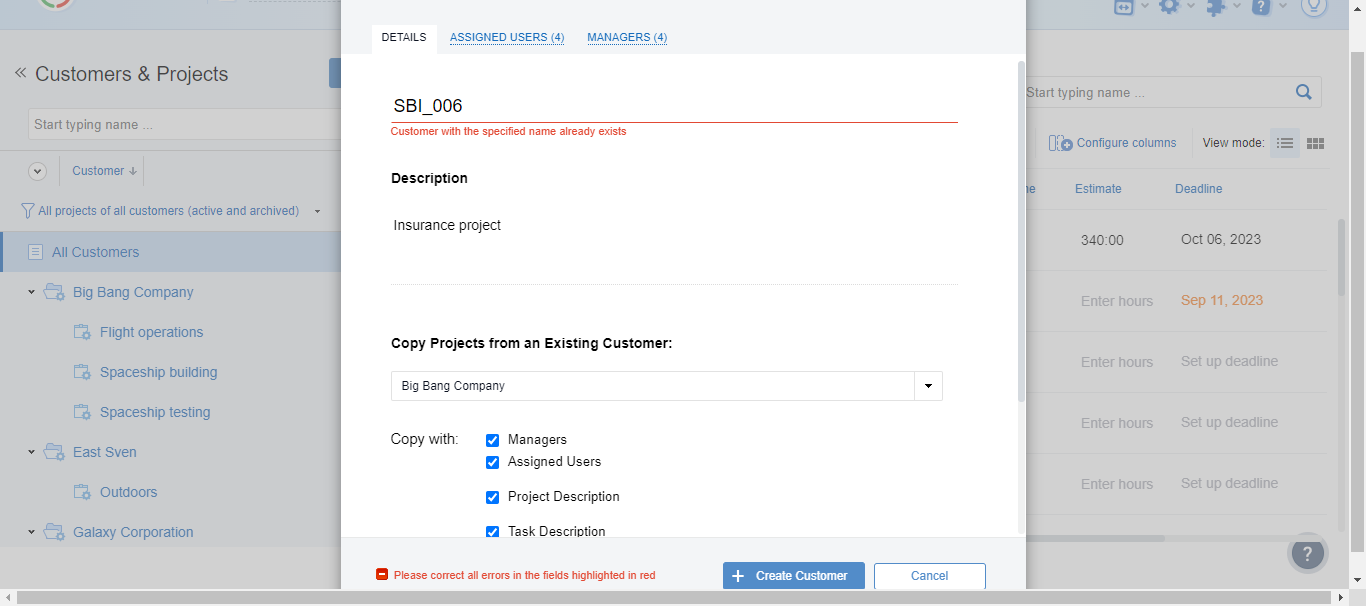 Customers & Projects
Start typing name ...
Customer
All projects of all customers (active and archived)
All Customers
Big Bang Company
Flight operations
Spaceship building
Spaceship testing
East Sven
Outdoors
Galaxy Corporation
DETAILS
ASSIGNED USERS (4)
MANAGERS (4)
SBI_006
Customer with the specified name already exists
Description
Insurance project
Copy Projects from an Existing Customer:
Big Bang Company
Copy with:
Managers
Assigned Users
Project Description
Task Description
Please correct all errors in the fields highlighted in red
+ Create Customer
Cancel
Start typing name ...
Configure columns
View mode:
Estimate
Deadline
340:00
Oct 06, 2023
Enter hours
Sep 11, 2023
Enter hours
Set up deadline
Enter hours
Set up deadline
Enter hours
Set up deadline
?